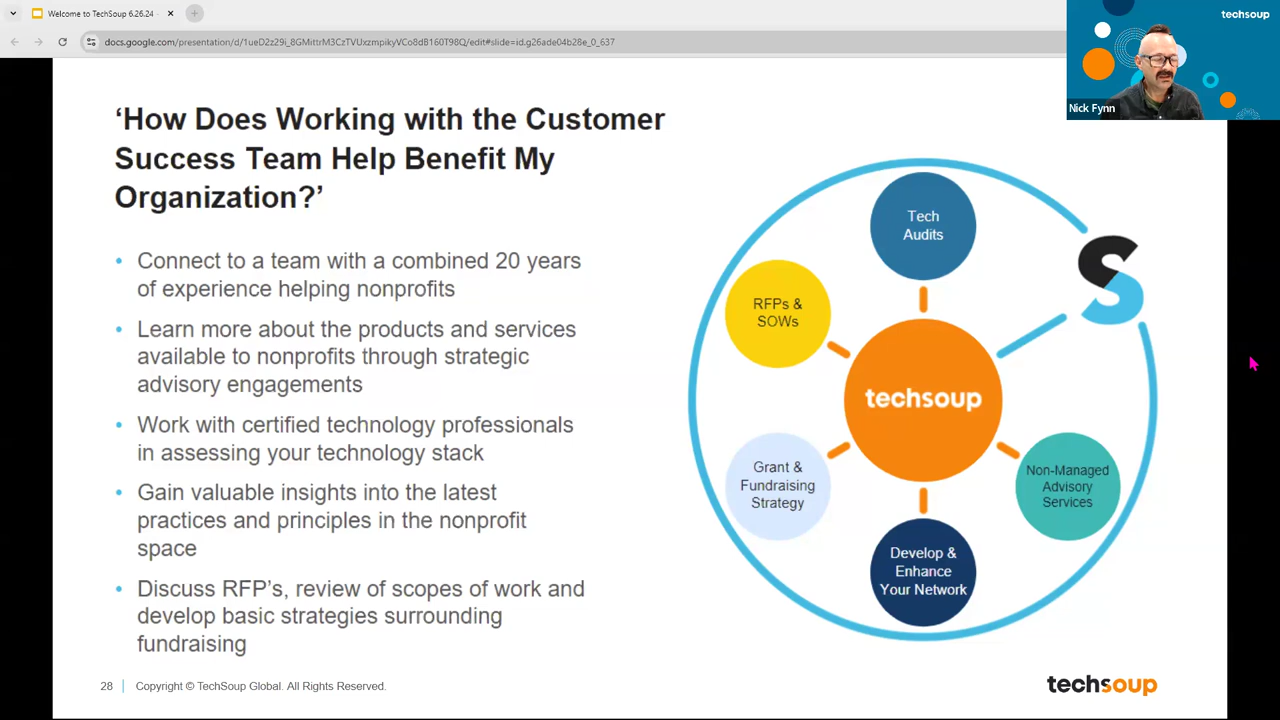 Welcome to TechSoup 6.26.24 -
docs.google.com/presentation/d/1ueD2z29i_8GMittrM3CzTVUxzmpikyVCo8dB160T98Q/edit#slide=id.g26ade04b28e_0_637
techsoup
Nick Fynn
‘How Does Working with the Customer
Success Team Help Benefit My
Organization?’
• Connect to a team with a combined 20 years
of experience helping nonprofits
• Learn more about the products and services
available to nonprofits through strategic
advisory engagements
• Work with certified technology professionals
in assessing your technology stack
• Gain valuable insights into the latest
practices and principles in the nonprofit
space
• Discuss RFP’s, review of scopes of work and
develop basic strategies surrounding
fundraising
Tech
Audits
S
RFPs &
SOWs
techsoup
Grant &
Fundraising
Strategy
Non-Managed
Advisory
Services
Develop &
Enhance
Your Network
28 | Copyright © TechSoup Global. All Rights Reserved.
techsoup